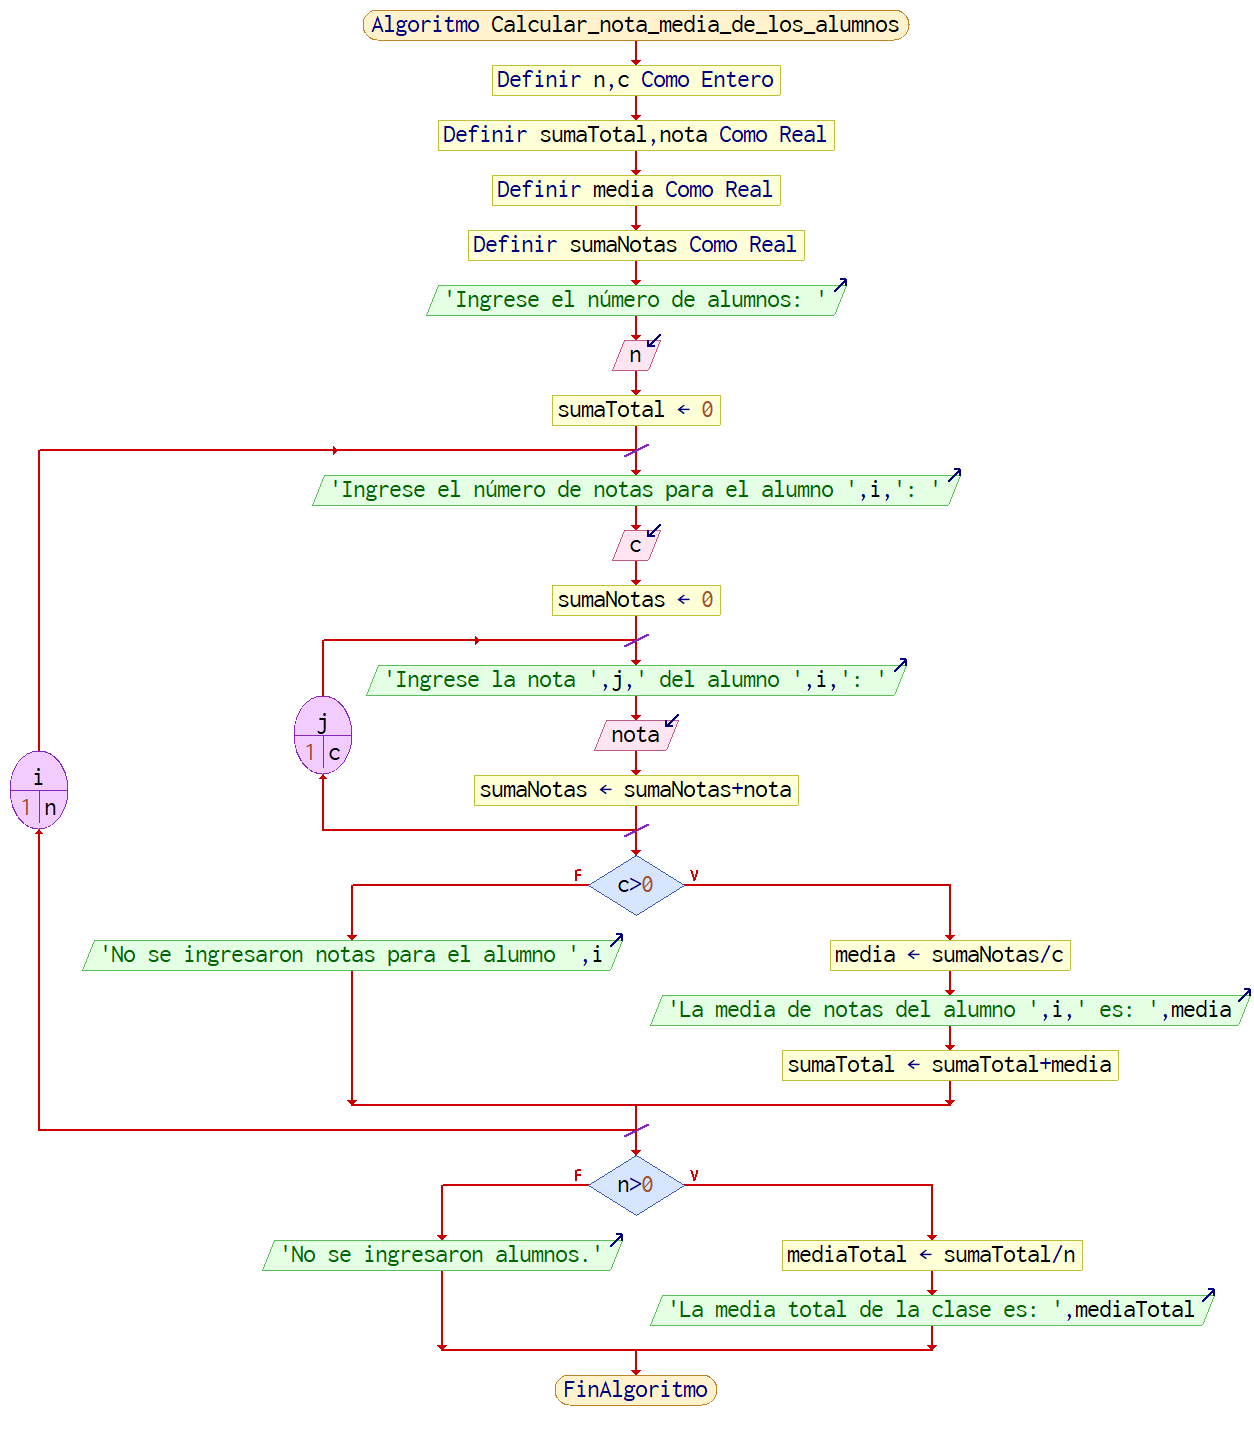 Algoritmo Calcular_nota_media_de_los_alumnos
Definir n,c Como Entero
Definir sumaTotal,nota Como Real
Definir media Como Real
Definir sumaNotas Como Real
'Ingrese el número de alumnos: '
n
sumaTotal ← 0
'Ingrese el número de notas para el alumno ',i,': '
c
sumaNotas ← 0
'Ingrese la nota ',j,' del alumno ',i,': '
j
1 c
nota
i
1 n
sumaNotas ← sumaNotas+nota
F c>0 V
'No se ingresaron notas para el alumno ',i
media ← sumaNotas/c
'La media de notas del alumno ',i,' es: ',media
sumaTotal ← sumaTotal+media
F n>0 V
'No se ingresaron alumnos.'
mediaTotal ← sumaTotal/n
'La media total de la clase es: ',mediaTotal
FinAlgoritmo